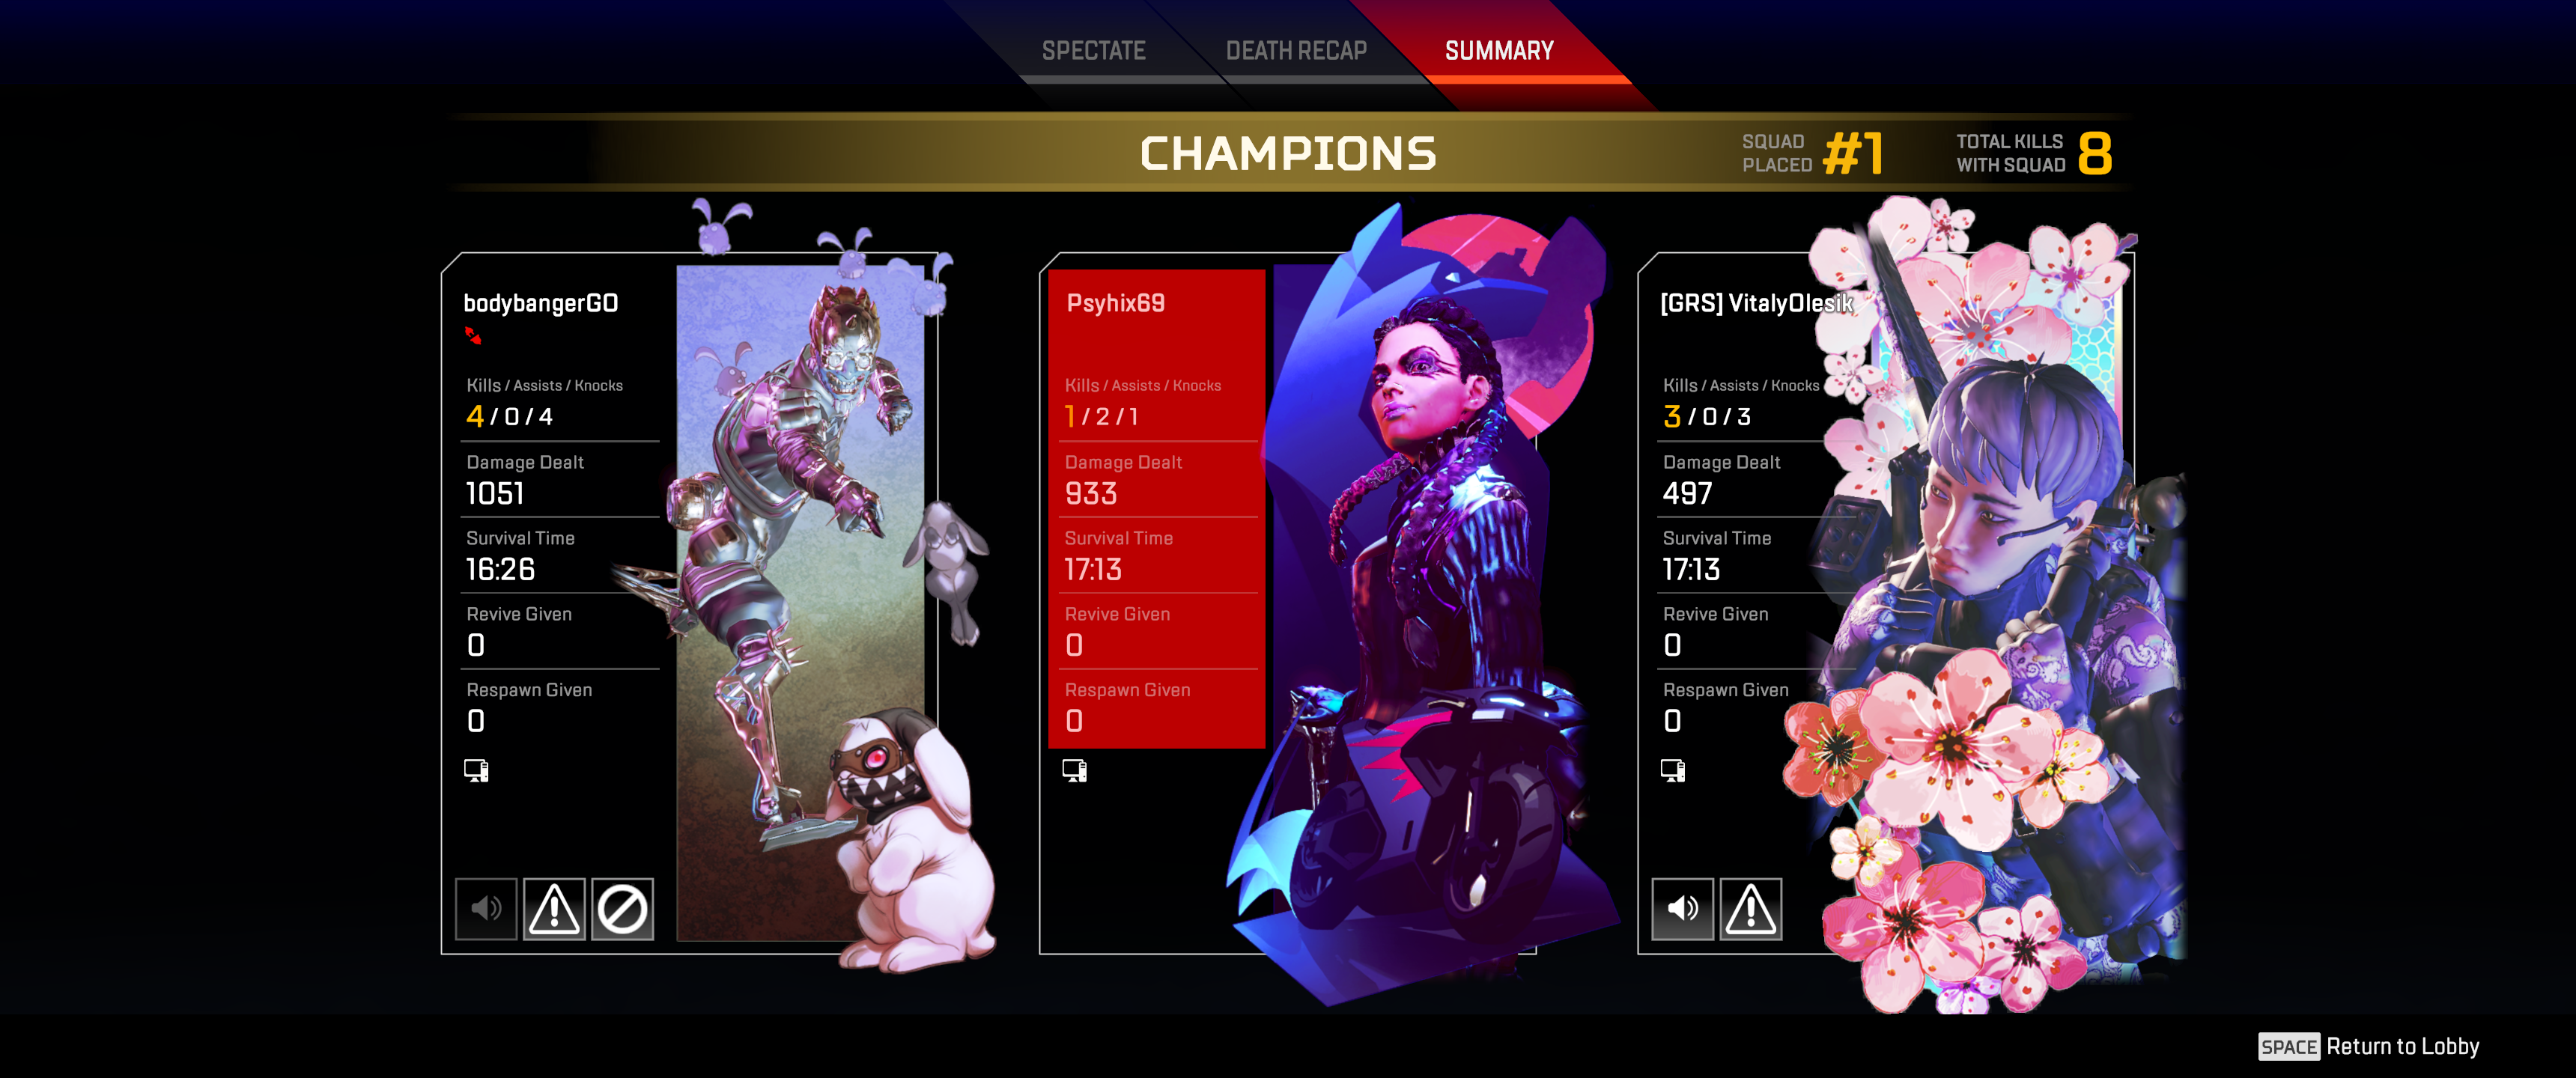 SPECTATE
DEATH RECAP
SUMMARY
CHAMPIONS
SQUAD
PLACED
#1
TOTAL KILLS
WITH SQUAD
8
bodybangerGO
Kills / Assists / Knocks
4 / 0 / 4
Damage Dealt
1051
Survival Time
16:26
Revive Given
0
Respawn Given
0
Psyhix69
Kills / Assists / Knocks
1 / 2 / 1
Damage Dealt
933
Survival Time
17:13
Revive Given
0
Respawn Given
0
[GRS] VitalyOlesik
Kills / Assists / Knocks
3 / 0 / 3
Damage Dealt
497
Survival Time
17:13
Revive Given
0
Respawn Given
0
SPACE Return to Lobby